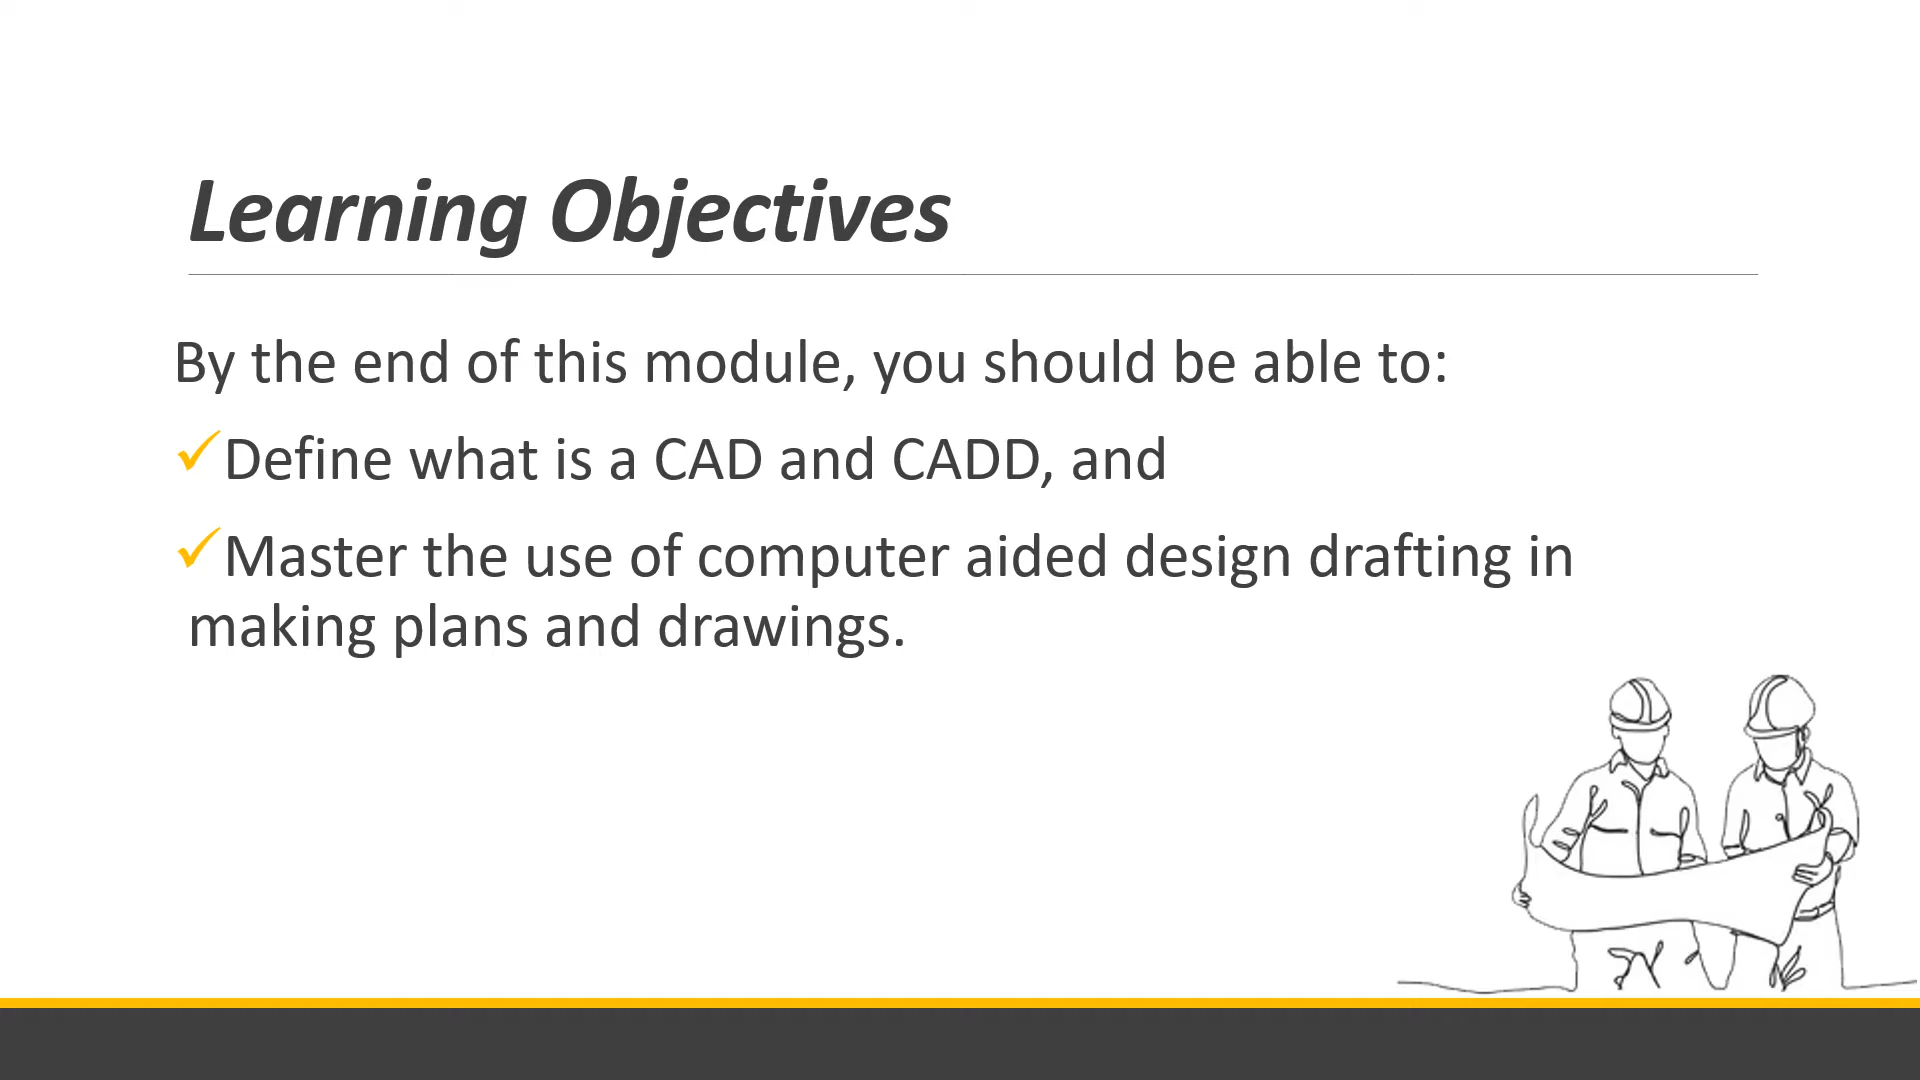 Learning Objectives
By the end of this module, you should be able to:
✓Define what is a CAD and CADD, and
✓Master the use of computer aided design drafting in
making plans and drawings.